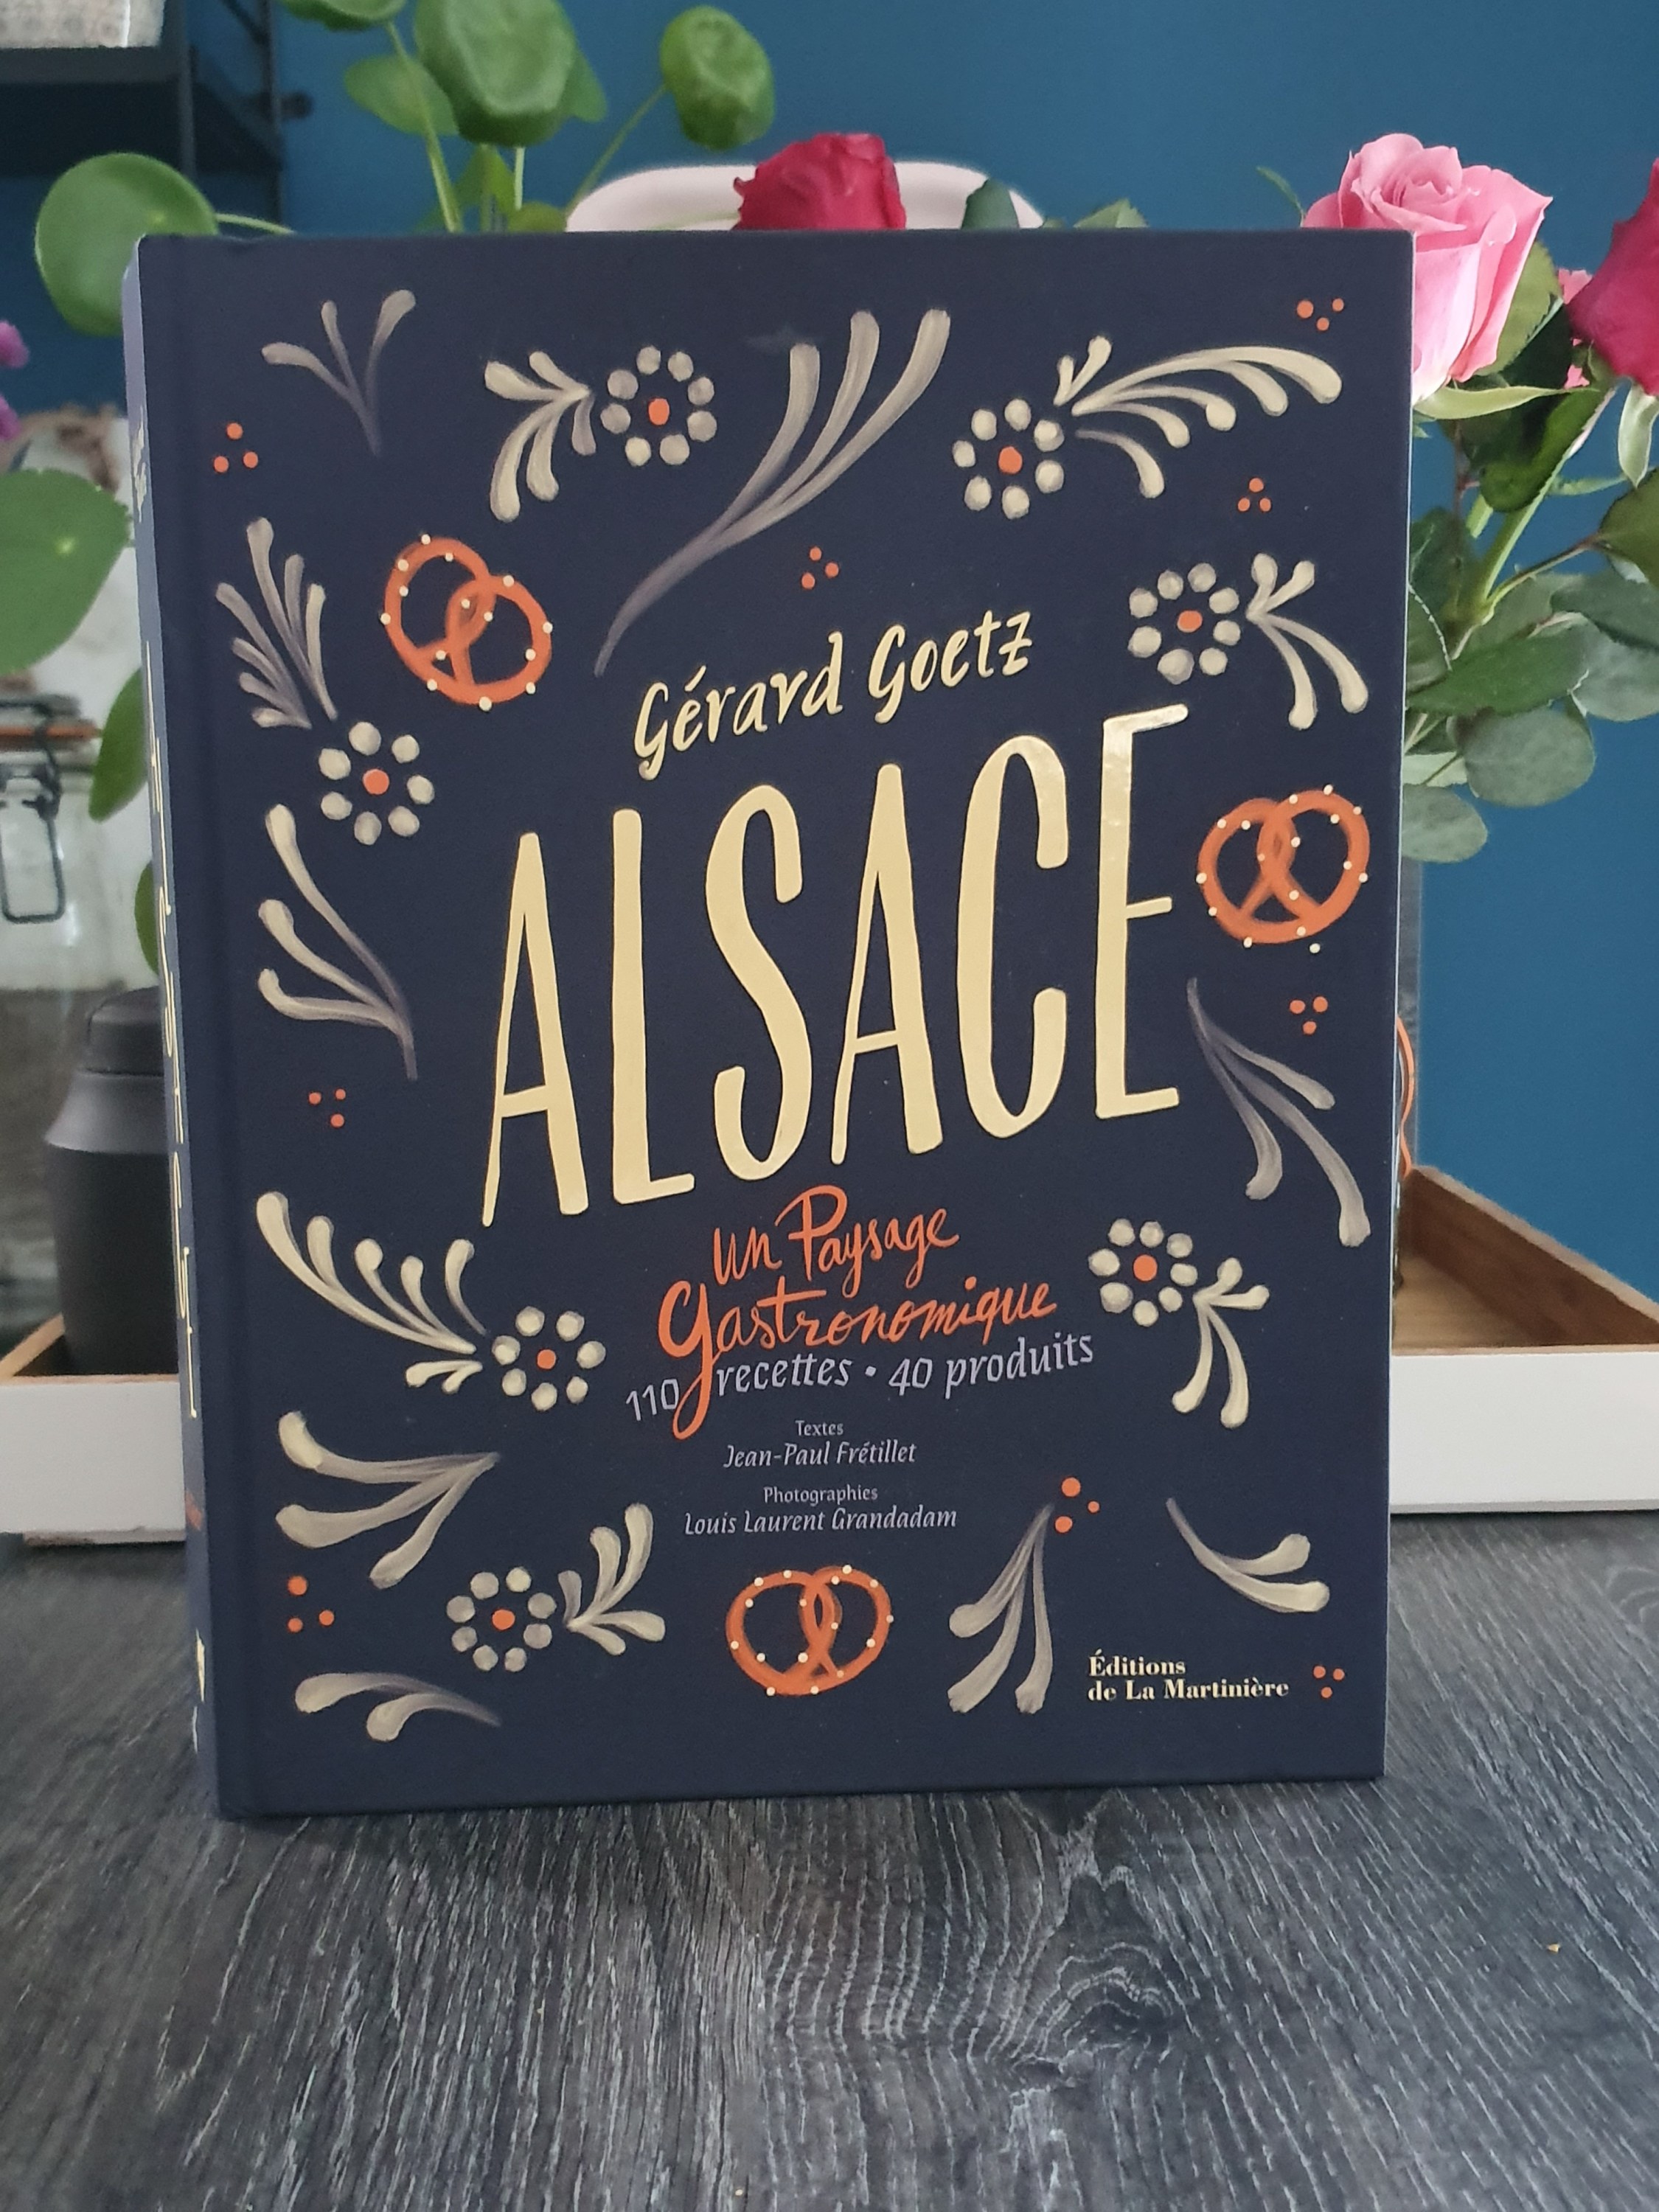 Gérard Goetz
ALSACE
un Paysage
Gastronomique
110 recettes • 40 produits
Textes
Jean-Paul Frétillet
Photographies
Louis Laurent Grandadam
Éditions
de La Martinière